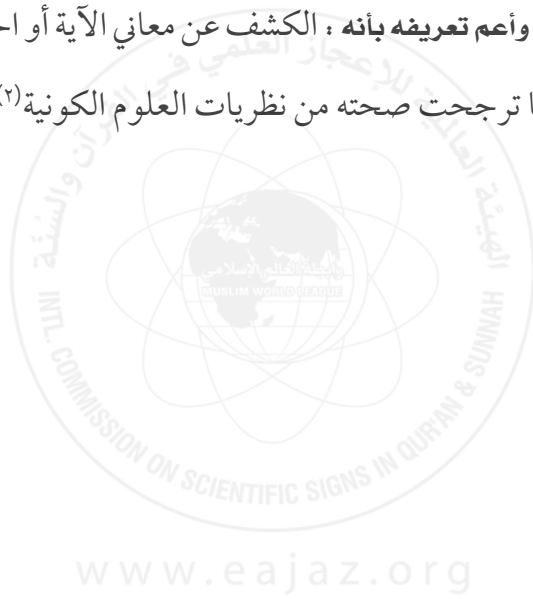 وأعم تعريفه بأنه : الكشف عن معاني الآية أو
ترجحت صحته من نظريات العلوم الكونية(٢)
الهيئة العالمية للإعجاز العلمي في القرآن والسنة
رابطة العالم الإسلامي
MUSLIM WORLD LEAGUE
INTL. COMMISSION ON SCIENTIFIC SIGNS IN QURAN & SUNNAH
www.eajaz.org